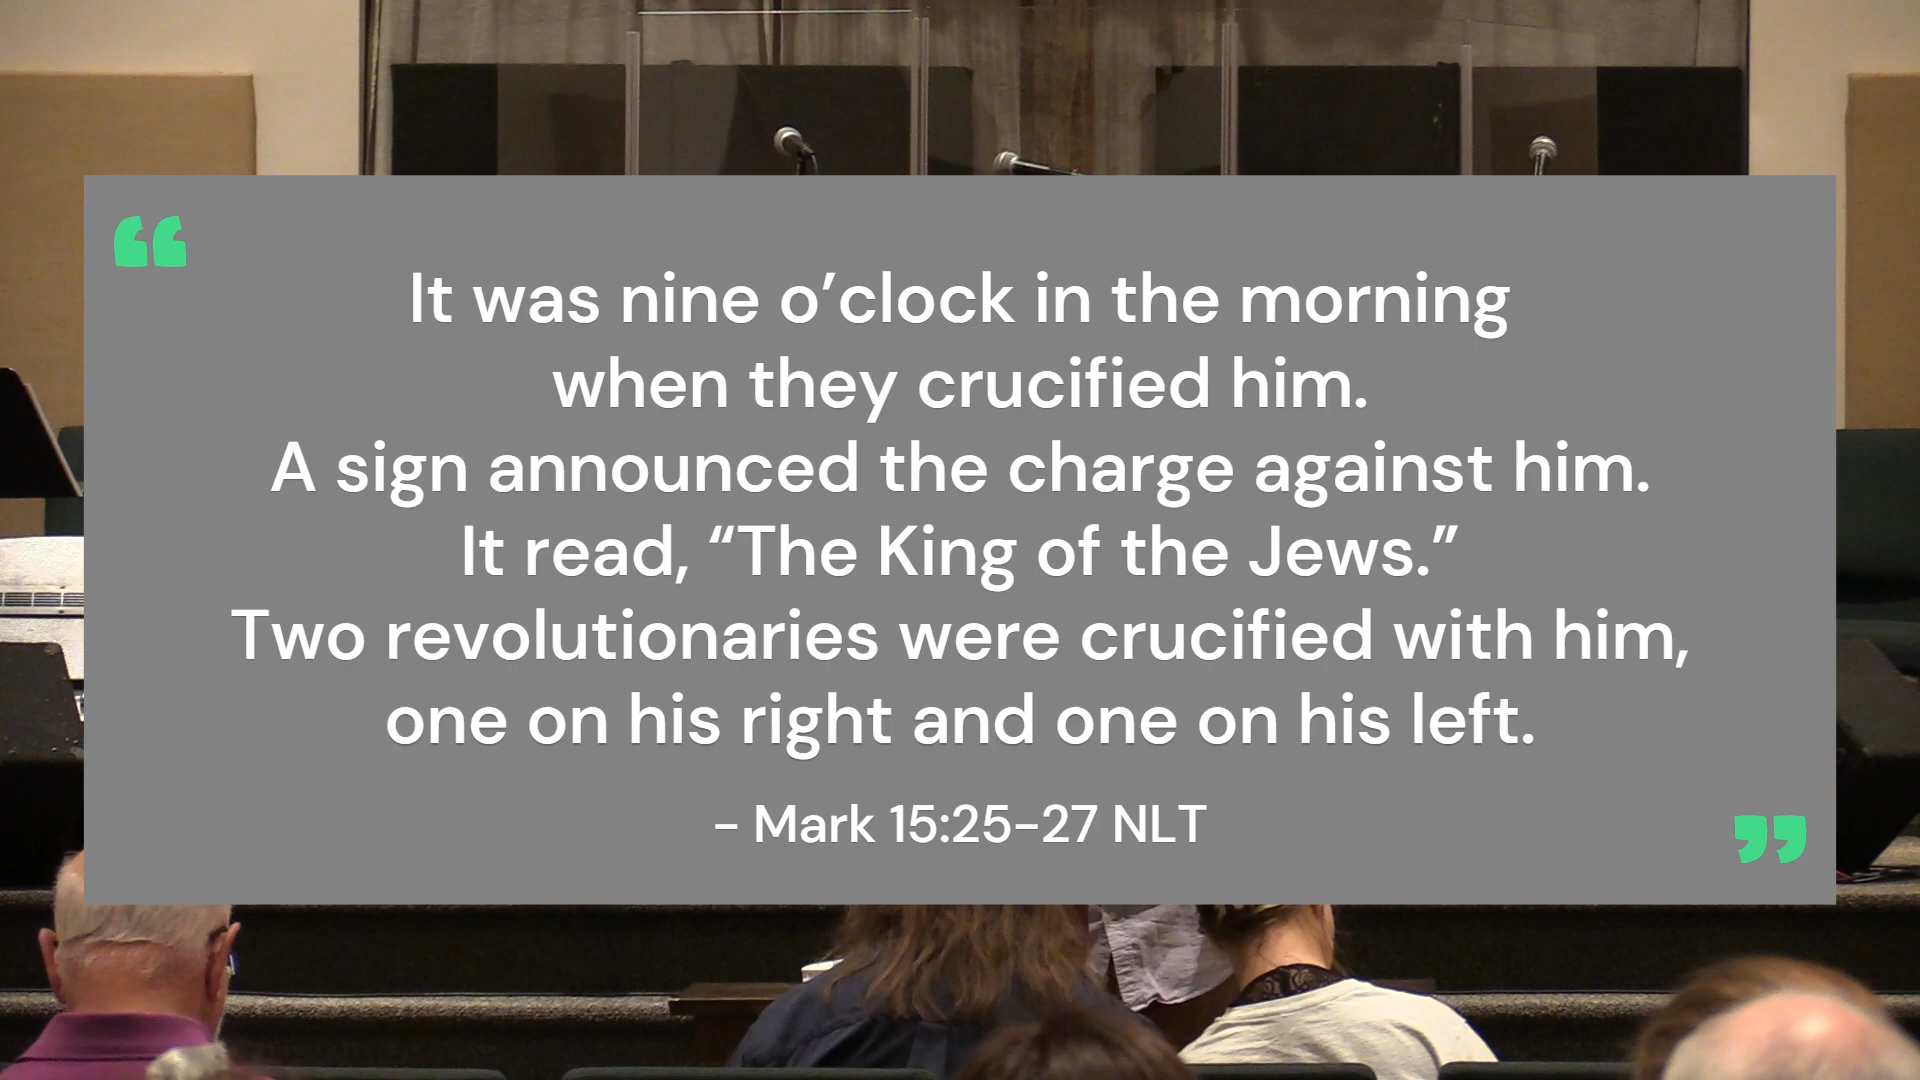 “
It was nine o’clock in the morning
when they crucified him.
A sign announced the charge against him.
It read, “The King of the Jews.”
Two revolutionaries were crucified with him,
one on his right and one on his left.
– Mark 15:25–27 NLT
”